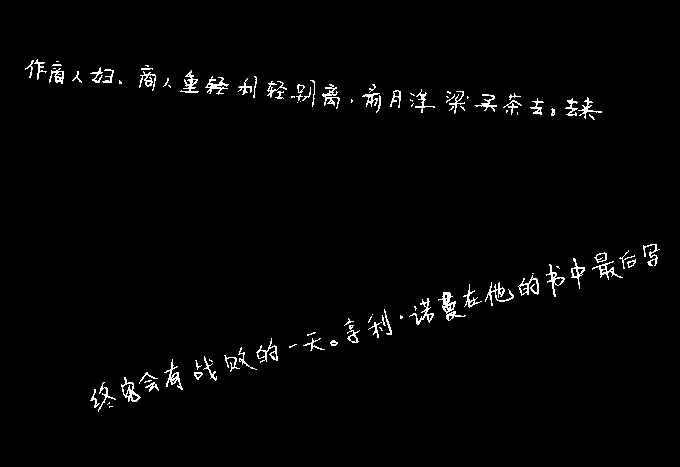 作商人妇、商人重轻利轻别离.前月浮梁买茶去。去来
终究会有战败的一天。亨利·诺曼在他的书中最后写